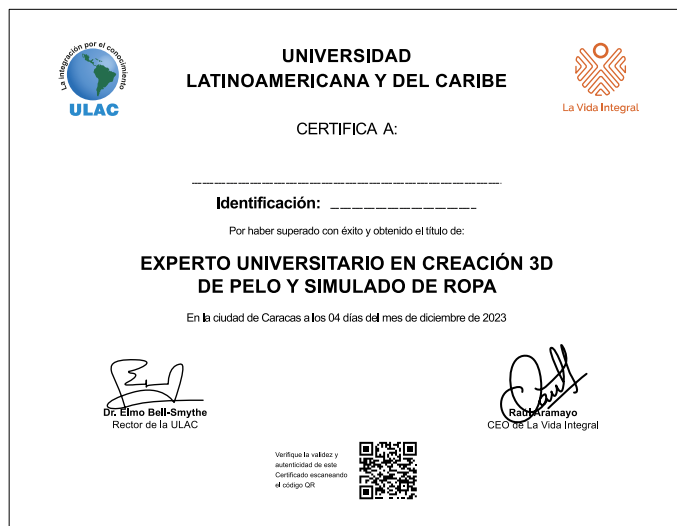 La integración por el conocimiento
ULAC
UNIVERSIDAD
LATINOAMERICANA Y DEL CARIBE
La Vida Integral
CERTIFICA A:
Identificación:
Por haber superado con éxito y obtenido el título de:
EXPERTO UNIVERSITARIO EN CREACIÓN 3D
DE PELO Y SIMULADO DE ROPA
En la ciudad de Caracas a los 04 días del mes de diciembre de 2023
Dr. Elmo Bell-Smythe
Rector de la ULAC
Raúl Aramayo
CEO de La Vida Integral
Verifique la validez y
autenticidad de este
Certificado escaneando
el código QR